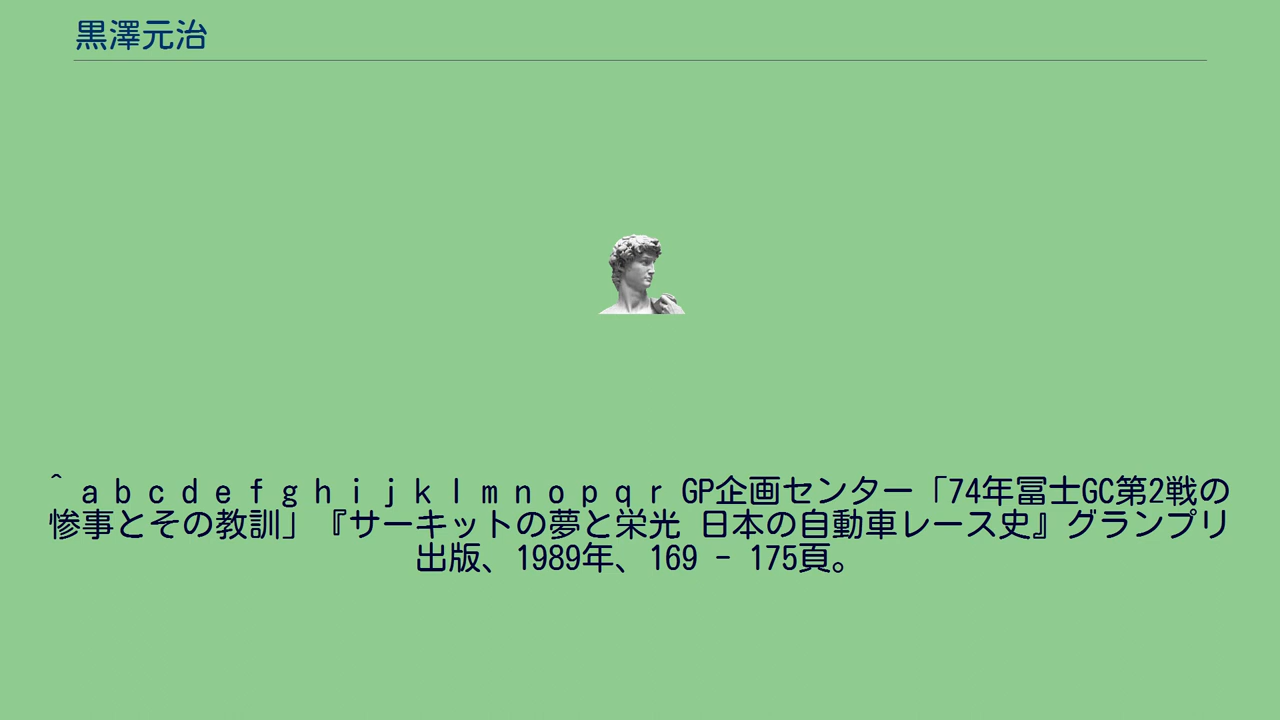 黒澤元治
^ a b c d e f g h i j k l m n o p q r GP企画センター「74年冨士GC第2戦の
惨事とその教訓」『サーキットの夢と栄光 日本の自動車レース史』グランプリ
出版、1989年、169 - 175頁。